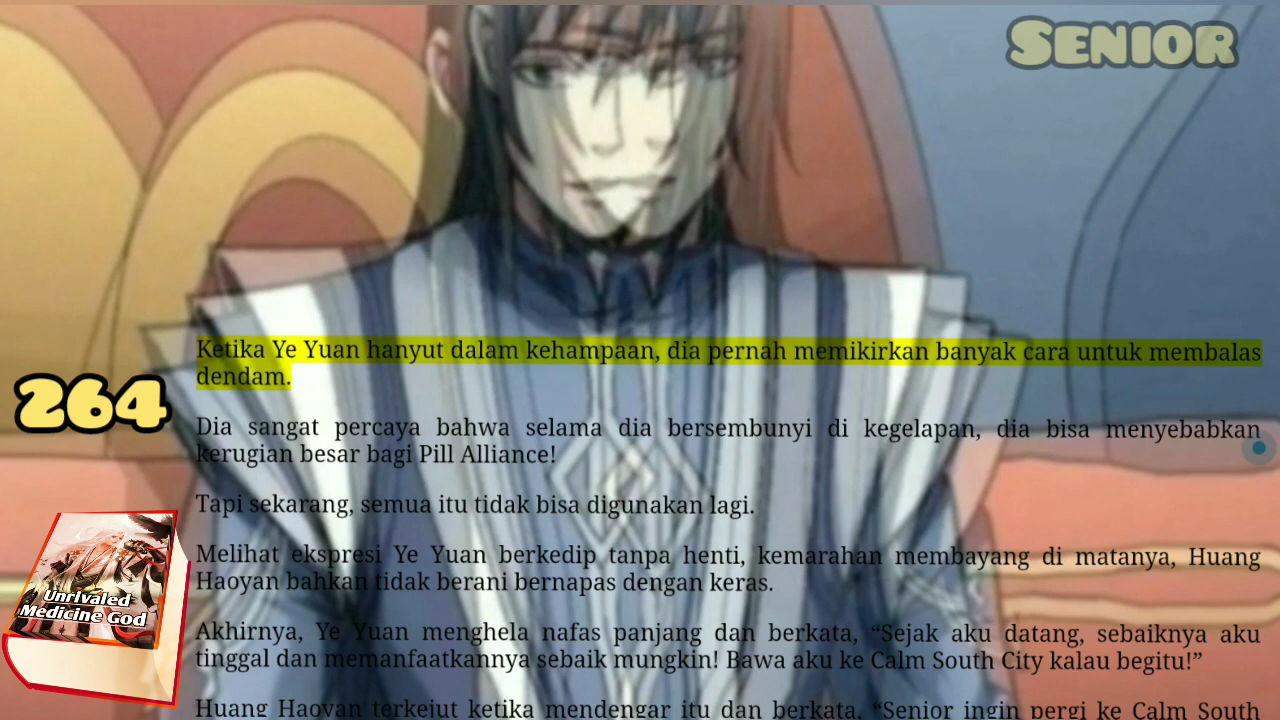 SENIOR
Ketika Ye Yuan hanyut dalam kehampaan, dia pernah memikirkan banyak cara untuk membalas
dendam.
264
Dia sangat percaya bahwa selama dia bersembunyi di kegelapan, dia bisa menyebabkan
kerugian besar bagi Pill Alliance!
Tapi sekarang, semua itu tidak bisa digunakan lagi.
Melihat ekspresi Ye Yuan berkedip tanpa henti, kemarahan membayang di matanya, Huang
Haoyan bahkan tidak berani bernapas dengan keras.
Unrivaled
Medicine God
Akhirnya, Ye Yuan menghela nafas panjang dan berkata, “Sejak aku datang, sebaiknya aku
tinggal dan memanfaatkannya sebaik mungkin! Bawa aku ke Calm South City kalau begitu!”
Huang Haoyan terkejut ketika mendengar itu dan berkata, “Senior ingin pergi ke Calm South